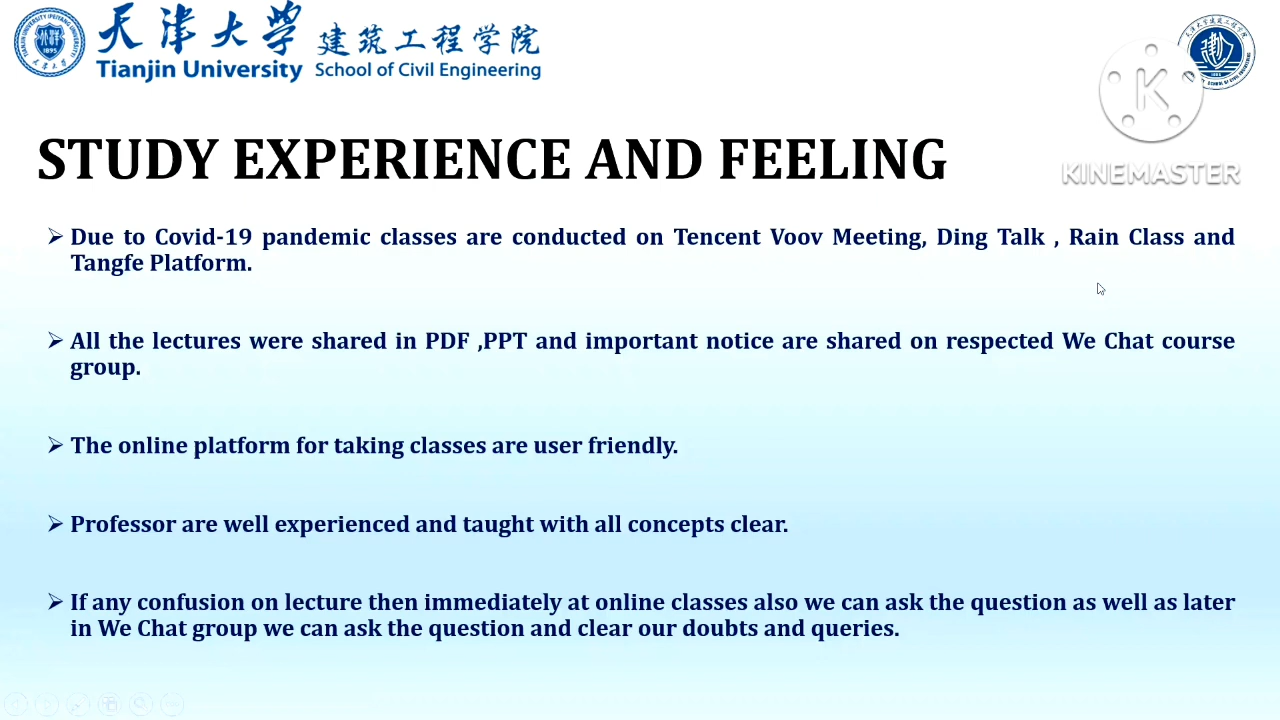 天津大学 建筑工程学院
Tianjin University School of Civil Engineering
K
KINEMASTER
STUDY EXPERIENCE AND FEELING
➢ Due to Covid-19 pandemic classes are conducted on Tencent Voov Meeting, Ding Talk , Rain Class and
Tangfe Platform.
➢ All the lectures were shared in PDF ,PPT and important notice are shared on respected We Chat course
group.
➢ The online platform for taking classes are user friendly.
➢ Professor are well experienced and taught with all concepts clear.
➢ If any confusion on lecture then immediately at online classes also we can ask the question as well as later
in We Chat group we can ask the question and clear our doubts and queries.